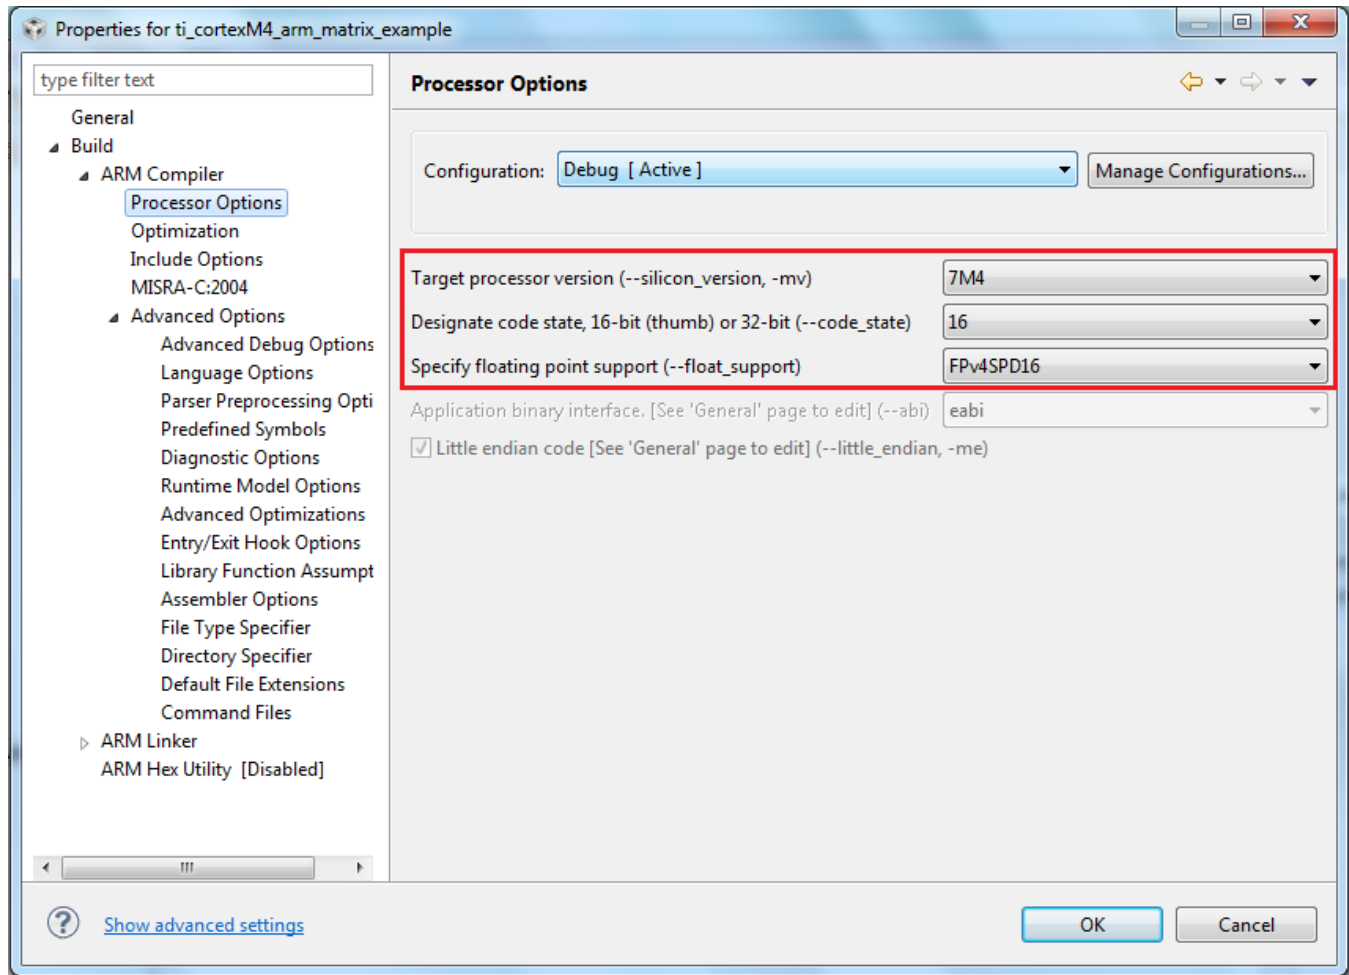 Properties for ti_cortexM4_arm_matrix_example
type filter text
General
Build
ARM Compiler
Processor Options
Optimization
Include Options
MISRA-C:2004
Advanced Options
Advanced Debug Options
Language Options
Parser Preprocessing Opti
Predefined Symbols
Diagnostic Options
Runtime Model Options
Advanced Optimizations
Entry/Exit Hook Options
Library Function Assumpt
Assembler Options
File Type Specifier
Directory Specifier
Default File Extensions
Command Files
ARM Linker
ARM Hex Utility [Disabled]
Processor Options
Configuration: Debug [ Active ] Manage Configurations...
Target processor version (--silicon_version, -mv) 7M4
Designate code state, 16-bit (thumb) or 32-bit (--code_state) 16
Specify floating point support (--float_support) FPv4SPD16
Application binary interface. [See 'General' page to edit] (--abi) eabi
Little endian code [See 'General' page to edit] (--little_endian, -me)
Show advanced settings OK Cancel